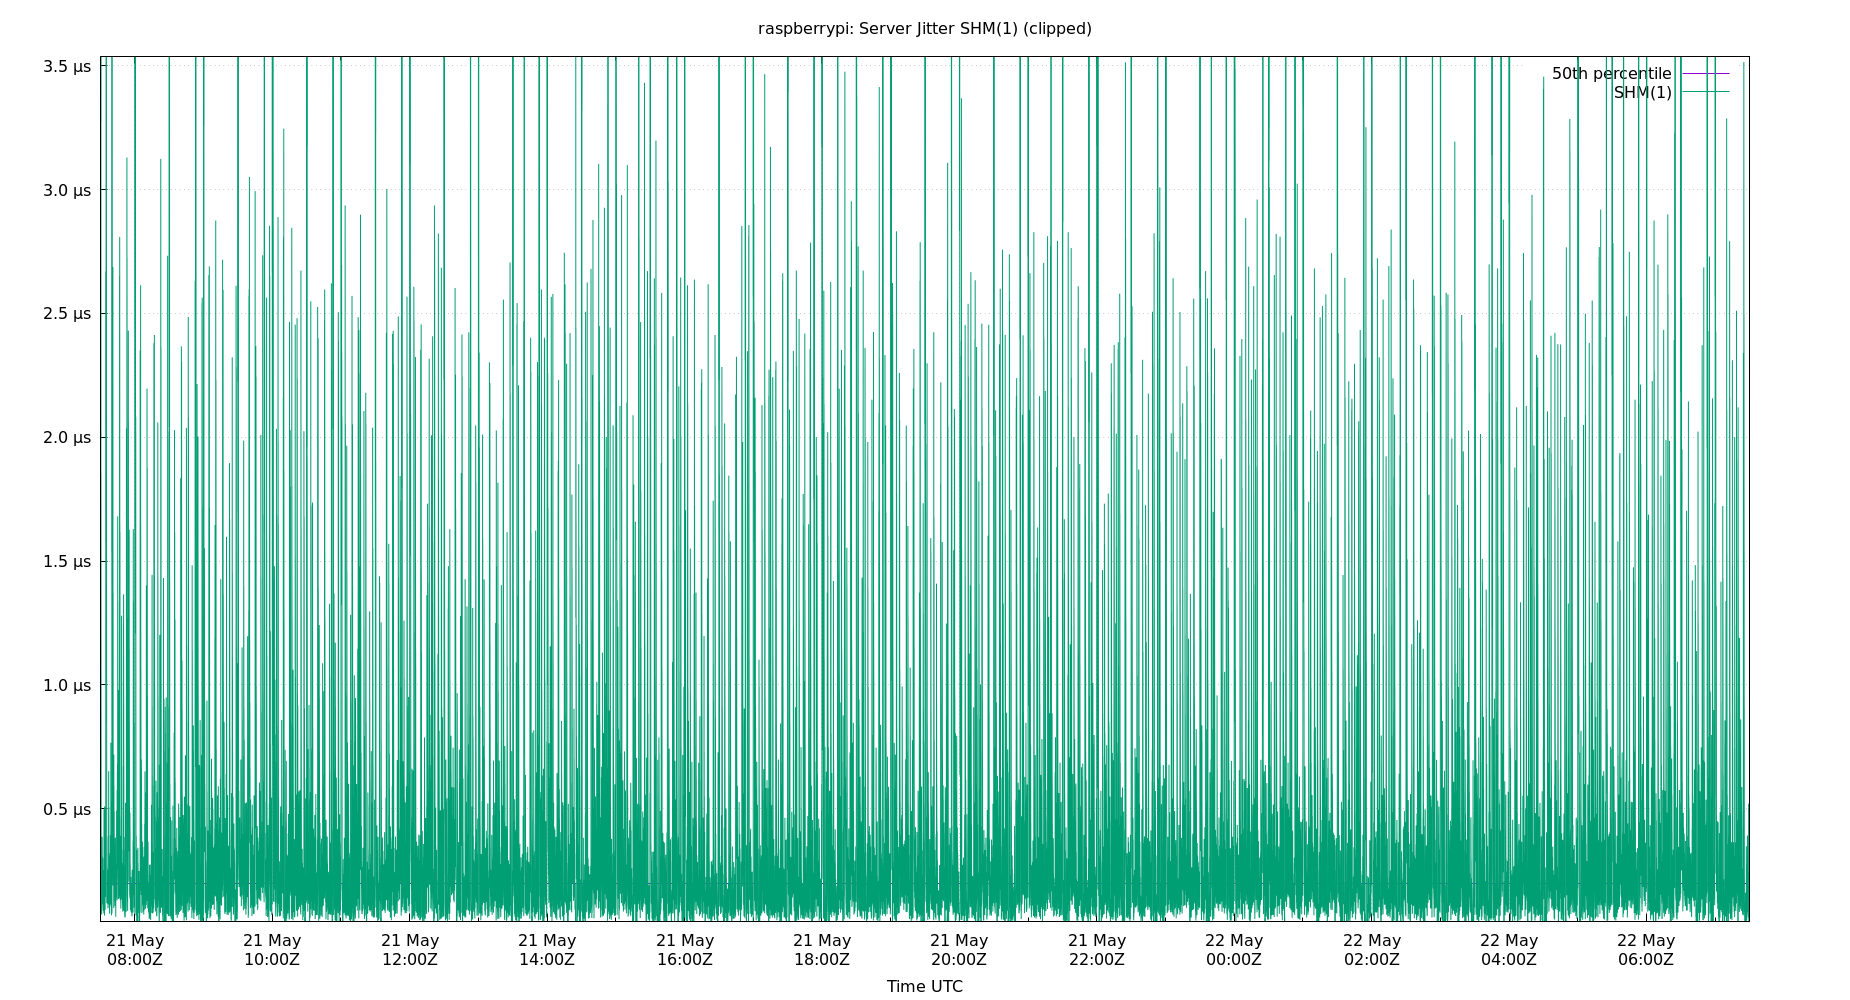 raspberrypi: Server Jitter SHM(1) (clipped)
3.5 µs
3.0 µs
2.5 µs
2.0 µs
1.5 µs
1.0 µs
0.5 µs
50th percentile
SHM(1)
21 May 21 May 21 May 21 May 21 May 21 May 21 May 21 May 22 May 22 May 22 May 22 May
08:00Z 10:00Z 12:00Z 14:00Z 16:00Z 18:00Z 20:00Z 22:00Z 00:00Z 02:00Z 04:00Z 06:00Z
Time UTC